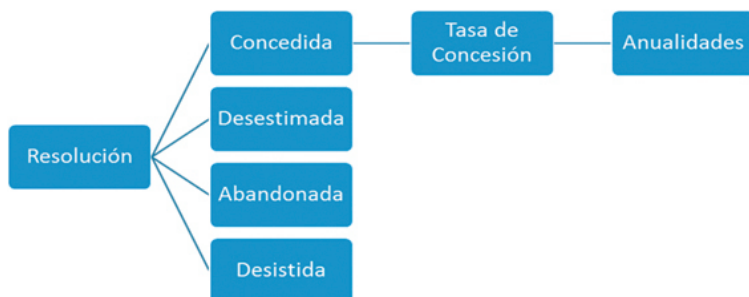 Resolución
Concedida
Tasa de
Concesión
Anualidades
Desestimada
Abandonada
Desistida